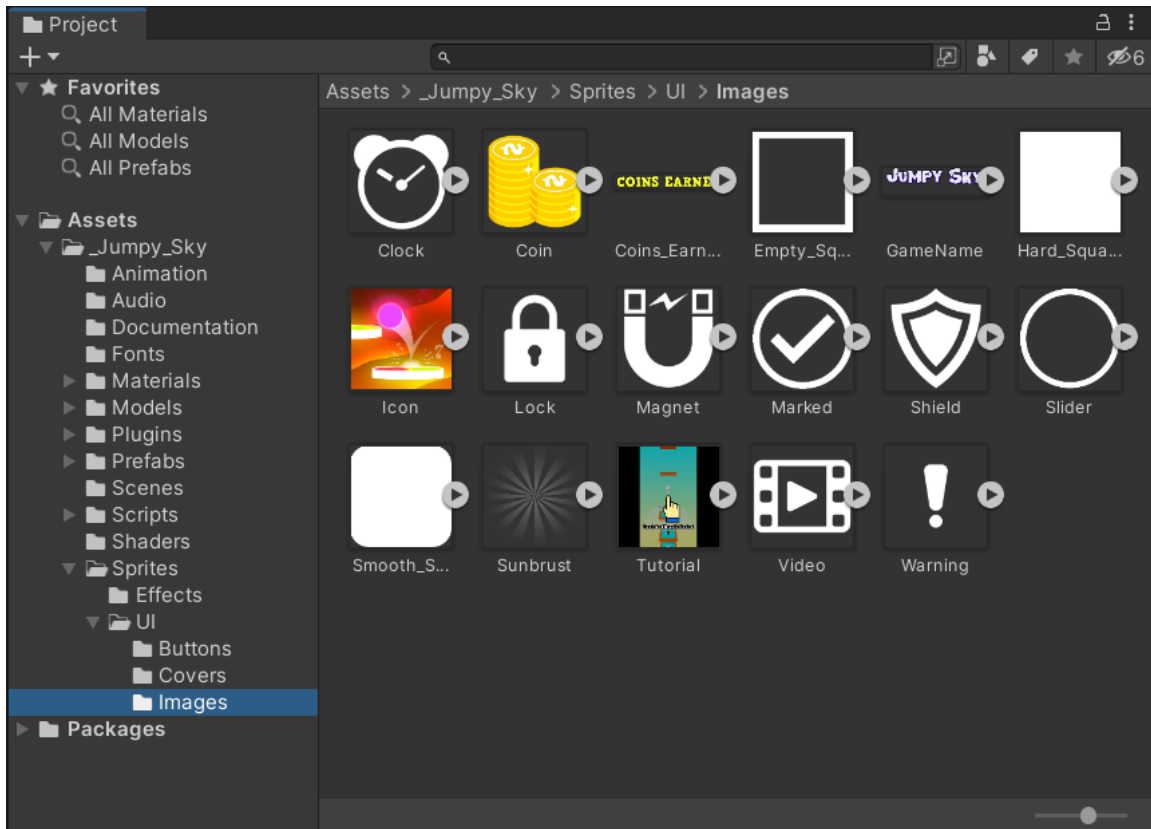 Project
6
Favorites
All Materials
All Models
All Prefabs
Assets
_Jumpy_Sky
Animation
Audio
Documentation
Fonts
Materials
Models
Plugins
Prefabs
Scenes
Scripts
Shaders
Sprites
Effects
UI
Buttons
Covers
Images
Packages
Assets > _Jumpy_Sky > Sprites > UI > Images
COINS EARNE
JUMPY SKY
Clock
Coin
Coins_Earn...
Empty_Sq...
GameName
Hard_Squa...
Icon
Lock
Magnet
Marked
Shield
Slider
Smooth_S...
Sunbrust
Tutorial
Video
Warning